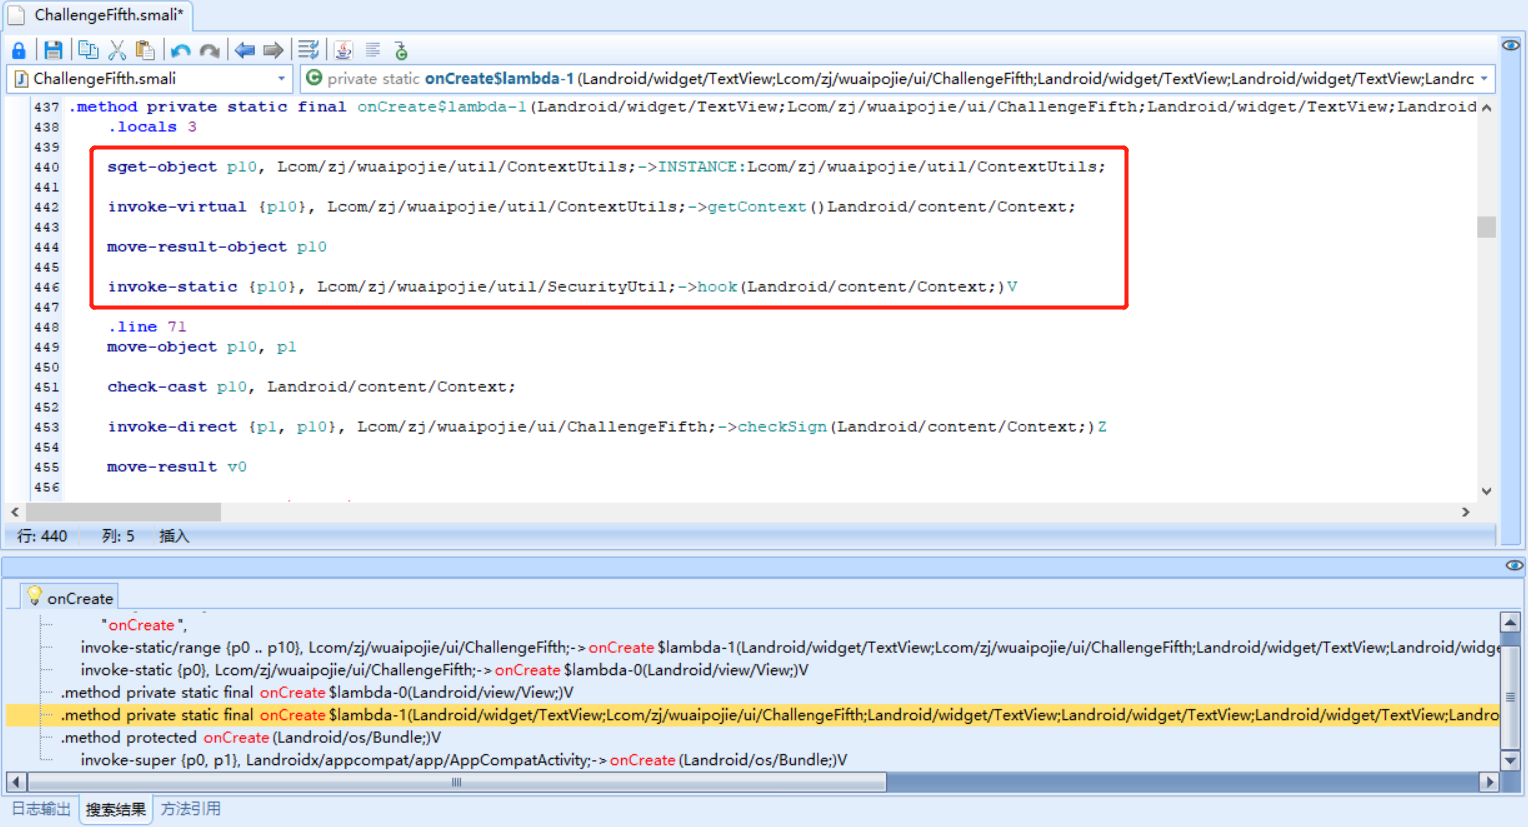 ChallengeFifth.smali*
ChallengeFifth.smali
private static onCreate$lambda-1(Landroid/widget/TextView;Lcom/zj/wuaipojie/ui/ChallengeFifth;Landroid/widget/TextView;Landroid/widget/TextView;Landrc
437 .method private static final onCreate$lambda-1(Landroid/widget/TextView;Lcom/zj/wuaipojie/ui/ChallengeFifth;Landroid/widget/TextView;Landroid
438 .locals 3
439
440 sget-object p10, Lcom/zj/wuaipojie/util/ContextUtils;->INSTANCE:Lcom/zj/wuaipojie/util/ContextUtils;
441
442 invoke-virtual {p10}, Lcom/zj/wuaipojie/util/ContextUtils;->getContext()Landroid/content/Context;
443
444 move-result-object p10
445
446 invoke-static {p10}, Lcom/zj/wuaipojie/util/SecurityUtil;->hook(Landroid/content/Context;)V
447
448 .line 71
449 move-object p10, p1
450
451 check-cast p10, Landroid/content/Context;
452
453 invoke-direct {p1, p10}, Lcom/zj/wuaipojie/ui/ChallengeFifth;->checkSign(Landroid/content/Context;)Z
454
455 move-result v0
456
行: 440 列: 5 插入
onCreate
"onCreate",
invoke-static/range {p0 .. p10}, Lcom/zj/wuaipojie/ui/ChallengeFifth;->onCreate$lambda-1(Landroid/widget/TextView;Lcom/zj/wuaipojie/ui/ChallengeFifth;Landroid/widget/TextView;Landroid/widge
invoke-static {p0}, Lcom/zj/wuaipojie/ui/ChallengeFifth;->onCreate$lambda-0(Landroid/view/View;)V
.method private static final onCreate$lambda-0(Landroid/view/View;)V
.method private static final onCreate$lambda-1(Landroid/widget/TextView;Lcom/zj/wuaipojie/ui/ChallengeFifth;Landroid/widget/TextView;Landroid/widget/TextView;Landroid/widget/TextView;Landro
.method protected onCreate(Landroid/os/Bundle;)V
invoke-super {p0, p1}, Landroidx/appcompat/app/AppCompatActivity;->onCreate(Landroid/os/Bundle;)V
日志输出 搜索结果 方法引用